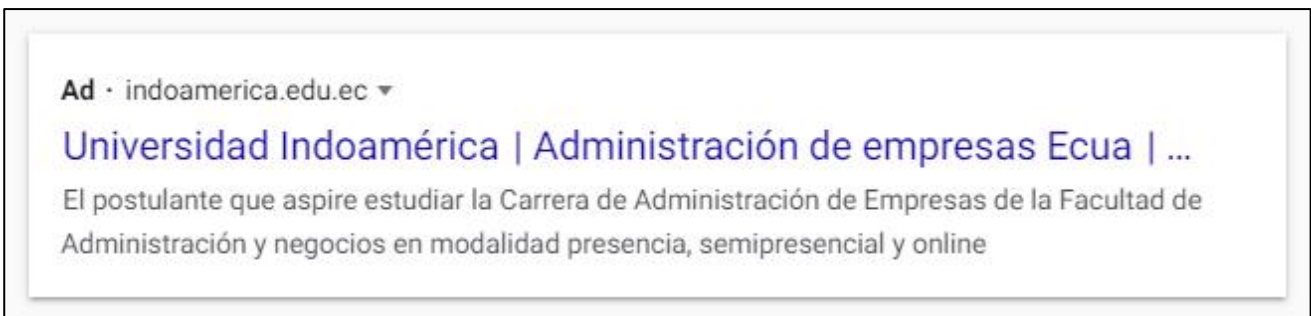 Ad · indoamerica.edu.ec
Universidad Indoamérica | Administración de empresas Ecua | ...
El postulante que aspire estudiar la Carrera de Administración de Empresas de la Facultad de
Administración y negocios en modalidad presencia, semipresencial y online